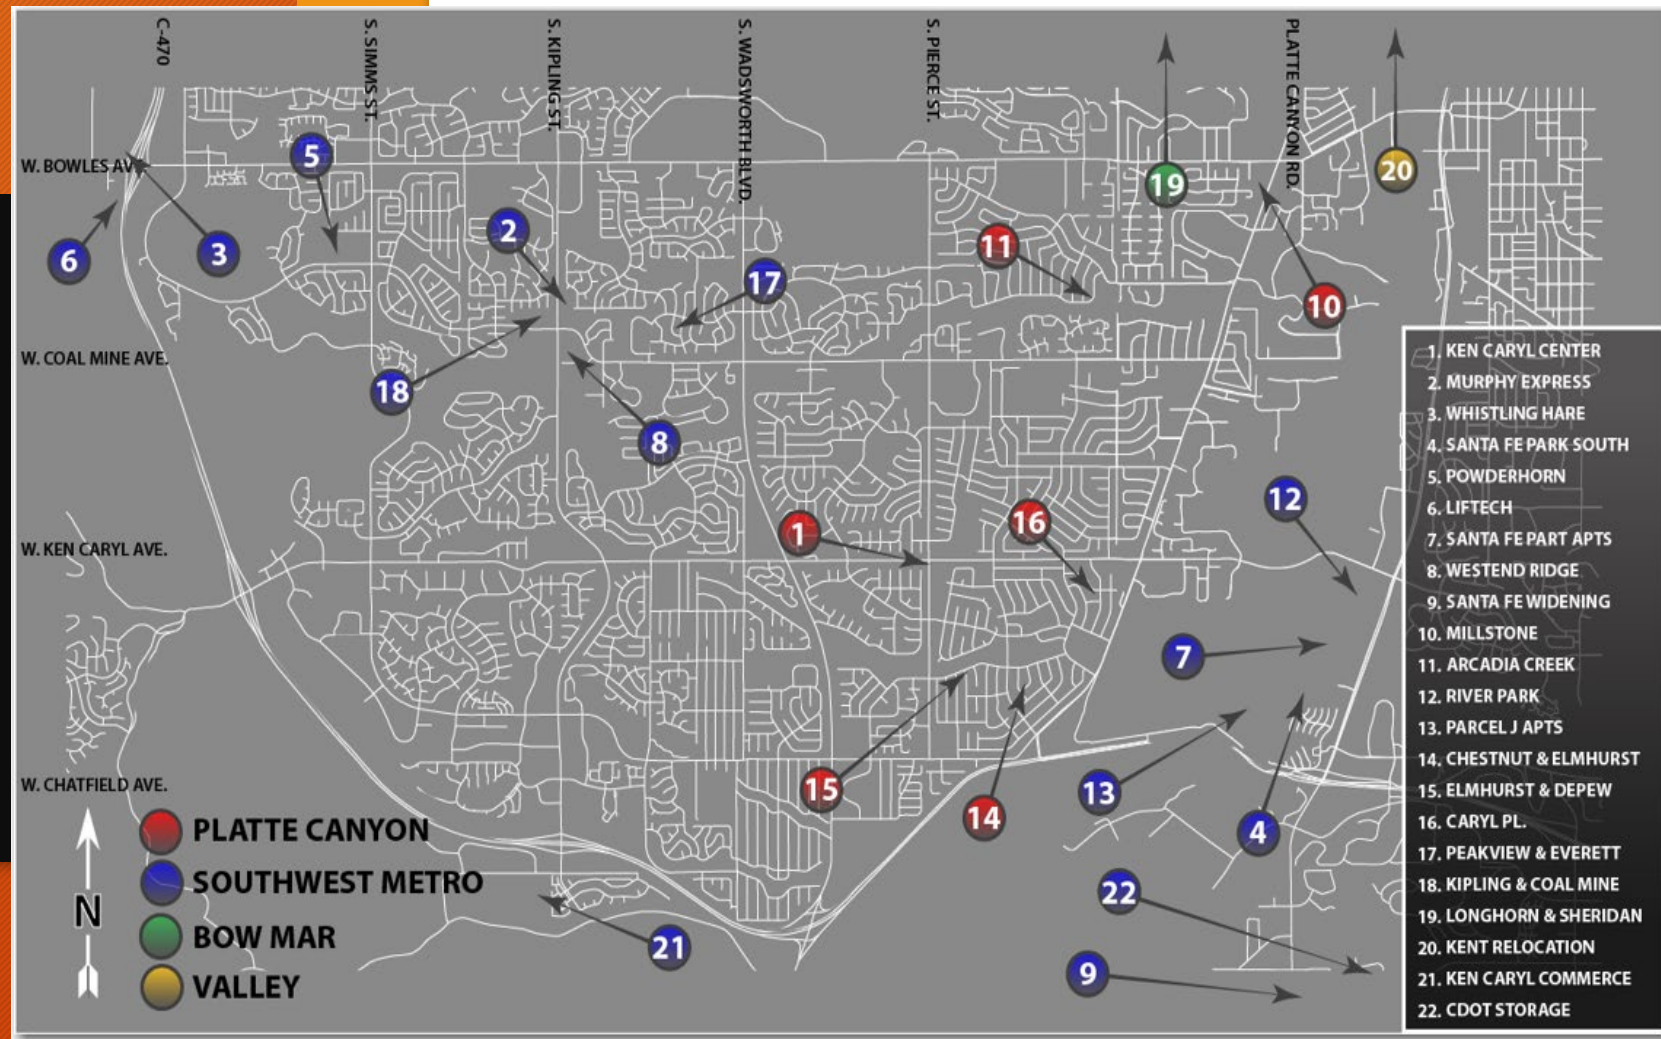 C-470
S. SIMMS ST.
S. KIPLING ST.
S. WADSWORTH BLVD.
S. PIERCE ST.
PLATTE CANYON RD.
W. BOWLES AV
5
19
20
2
11
6
3
17
10
W. COAL MINE AVE.
18
8
12
16
1
W. KEN CARYL AVE.
7
15
13
14
4
W. CHATFIELD AVE.
22
21
9
N
PLATTE CANYON
SOUTHWEST METRO
BOW MAR
VALLEY
1. KEN CARYL CENTER
2. MURPHY EXPRESS
3. WHISTLING HARE
4. SANTA FE PARK SOUTH
5. POWDERHORN
6. LIFTECH
7. SANTA FE PART APTS
8. WESTEND RIDGE
9. SANTA FE WIDENING
10. MILLSTONE
11. ARCADIA CREEK
12. RIVER PARK
13. PARCEL J APTS
14. CHESTNUT & ELMHURST
15. ELMHURST & DEPEW
16. CARYL PL.
17. PEAKVIEW & EVERETT
18. KIPLING & COAL MINE
19. LONGHORN & SHERIDAN
20. KENT RELOCATION
21. KEN CARYL COMMERCE
22. CDOT STORAGE